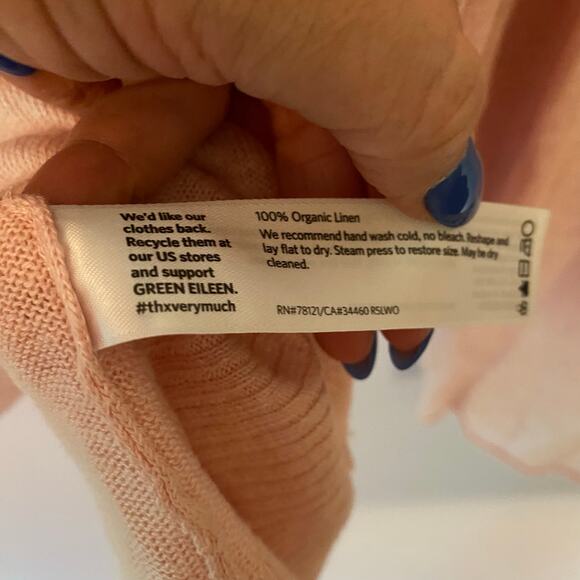 We'd like our
clothes back.
Recycle them at
our US stores
and support
GREEN EILEEN.
#thxverymuch
100% Organic Linen
We recommend hand wash cold, no bleach. Reshape and
lay flat to dry. Steam press to restore size. May be dry
cleaned.
RN#78121/CA#34460 RSLWO